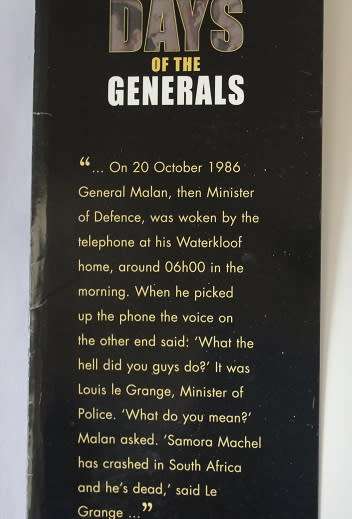 DAYS
OF THE
GENERALS
“... On 20 October 1986
General Malan, then Minister
of Defence, was woken by the
telephone at his Waterkloof
home, around 06h00 in the
morning. When he picked
up the phone the voice on
the other end said: ‘What the
hell did you guys do?’ It was
Louis le Grange, Minister of
Police. ‘What do you mean?’
Malan asked. ‘Samora Machel
has crashed in South Africa
and he’s dead,’ said Le
Grange ...”